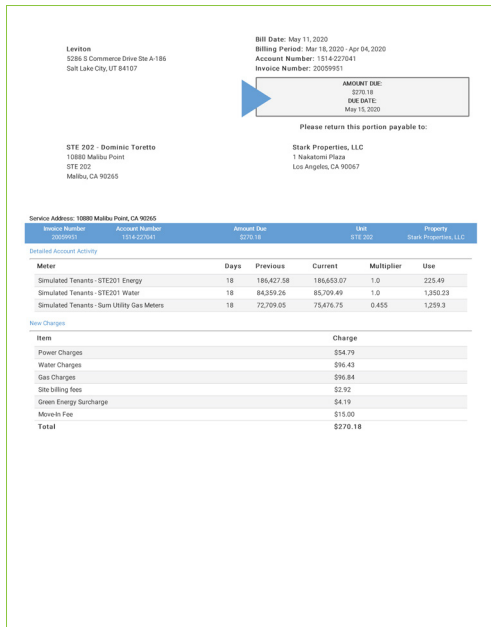 Bill Date: May 11, 2020
Leviton Billing Period: Mar 18, 2020 - Apr 04, 2020
5286 S Commerce Drive Ste A-186 Account Number: 1514-227041
Salt Lake City, UT 84107 Invoice Number: 20059951
AMOUNT DUE:
$270.18
DUE DATE:
May 15, 2020
Please return this portion payable to:
STE 202 - Dominic Toretto Stark Properties, LLC
10880 Malibu Point 1 Nakatomi Plaza
STE 202 Los Angeles, CA 90067
Malibu, CA 90265
Service Address: 10880 Malibu Point, CA 90265
Invoice Number Account Number Amount Due Unit Property
20059951 1514-227041 $270.18 STE 202 Stark Properties, LLC
Detailed Account Activity
Meter Days Previous Current Multiplier Use
Simulated Tenants - STE201 Energy 18 186,427.58 186,653.07 1.0 225.49
Simulated Tenants - STE201 Water 18 84,359.26 85,709.49 1.0 1,350.23
Simulated Tenants - Sum Utility Gas Meters 18 72,709.05 75,476.75 0.455 1,259.3
New Charges
Item Charge
Power Charges $54.79
Water Charges $96.43
Gas Charges $96.84
Site billing fees $2.92
Green Energy Surcharge $4.19
Move-In Fee $15.00
Total $270.18